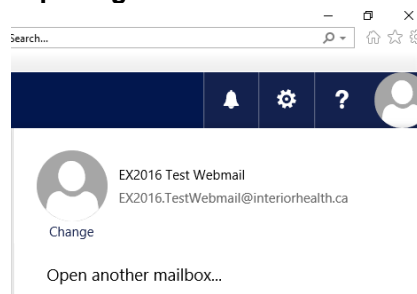 Search...
?
EX2016 Test Webmail
EX2016.TestWebmail@interiorhealth.ca
Change
Open another mailbox...